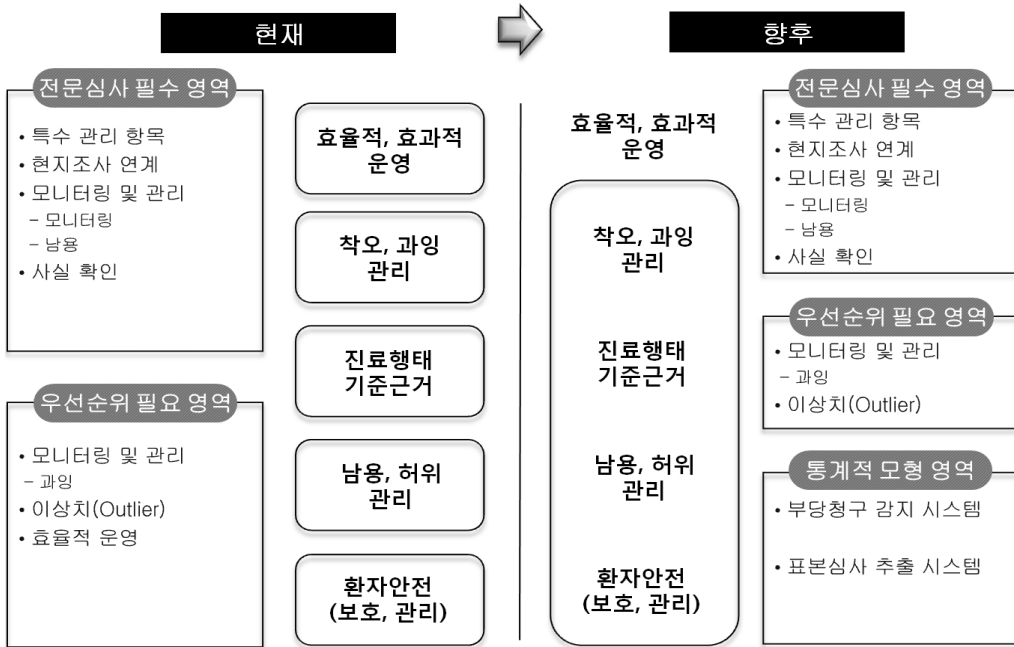 현재
향후
전문심사 필수 영역
• 특수 관리 항목
• 현지조사 연계
• 모니터링 및 관리
– 모니터링
– 남용
• 사실 확인
우선순위 필요 영역
• 모니터링 및 관리
– 과잉
• 이상치(Outlier)
• 효율적 운영
효율적, 효과적
운영
착오, 과잉
관리
진료행태
기준근거
남용, 허위
관리
환자안전
(보호, 관리)
효율적, 효과적
운영
착오, 과잉
관리
진료행태
기준근거
남용, 허위
관리
환자안전
(보호, 관리)
전문심사 필수 영역
• 특수 관리 항목
• 현지조사 연계
• 모니터링 및 관리
– 모니터링
– 남용
• 사실 확인
우선순위 필요 영역
• 모니터링 및 관리
– 과잉
• 이상치(Outlier)
통계적 모형 영역
• 부당청구 감지 시스템
• 표본심사 추출 시스템